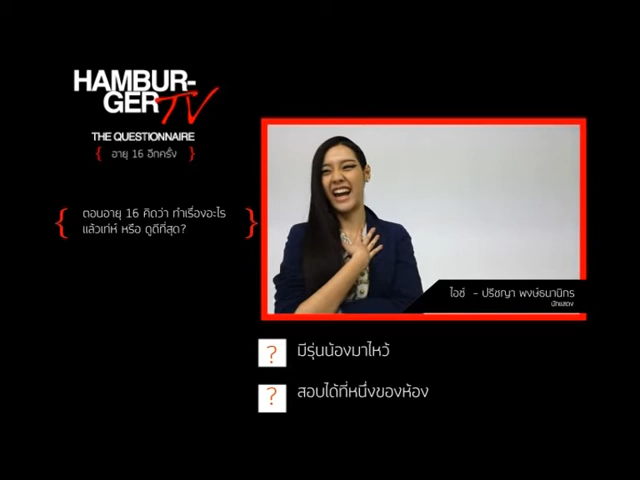 HAMBUR-
GER TV
THE QUESTIONNAIRE
{ อายุ 16 อีกครั้ง }
{ ตอนอายุ 16 คิดว่า ทำเรื่องอะไร
แล้วเท่ห์ หรือ ดูดีที่สุด? }
ไอซ์ - ปรีชญา พงษ์ธนานิกร
นักแสดง
? มีรุ่นน้องมาไหว้
? สอบได้ที่หนึ่งของห้อง